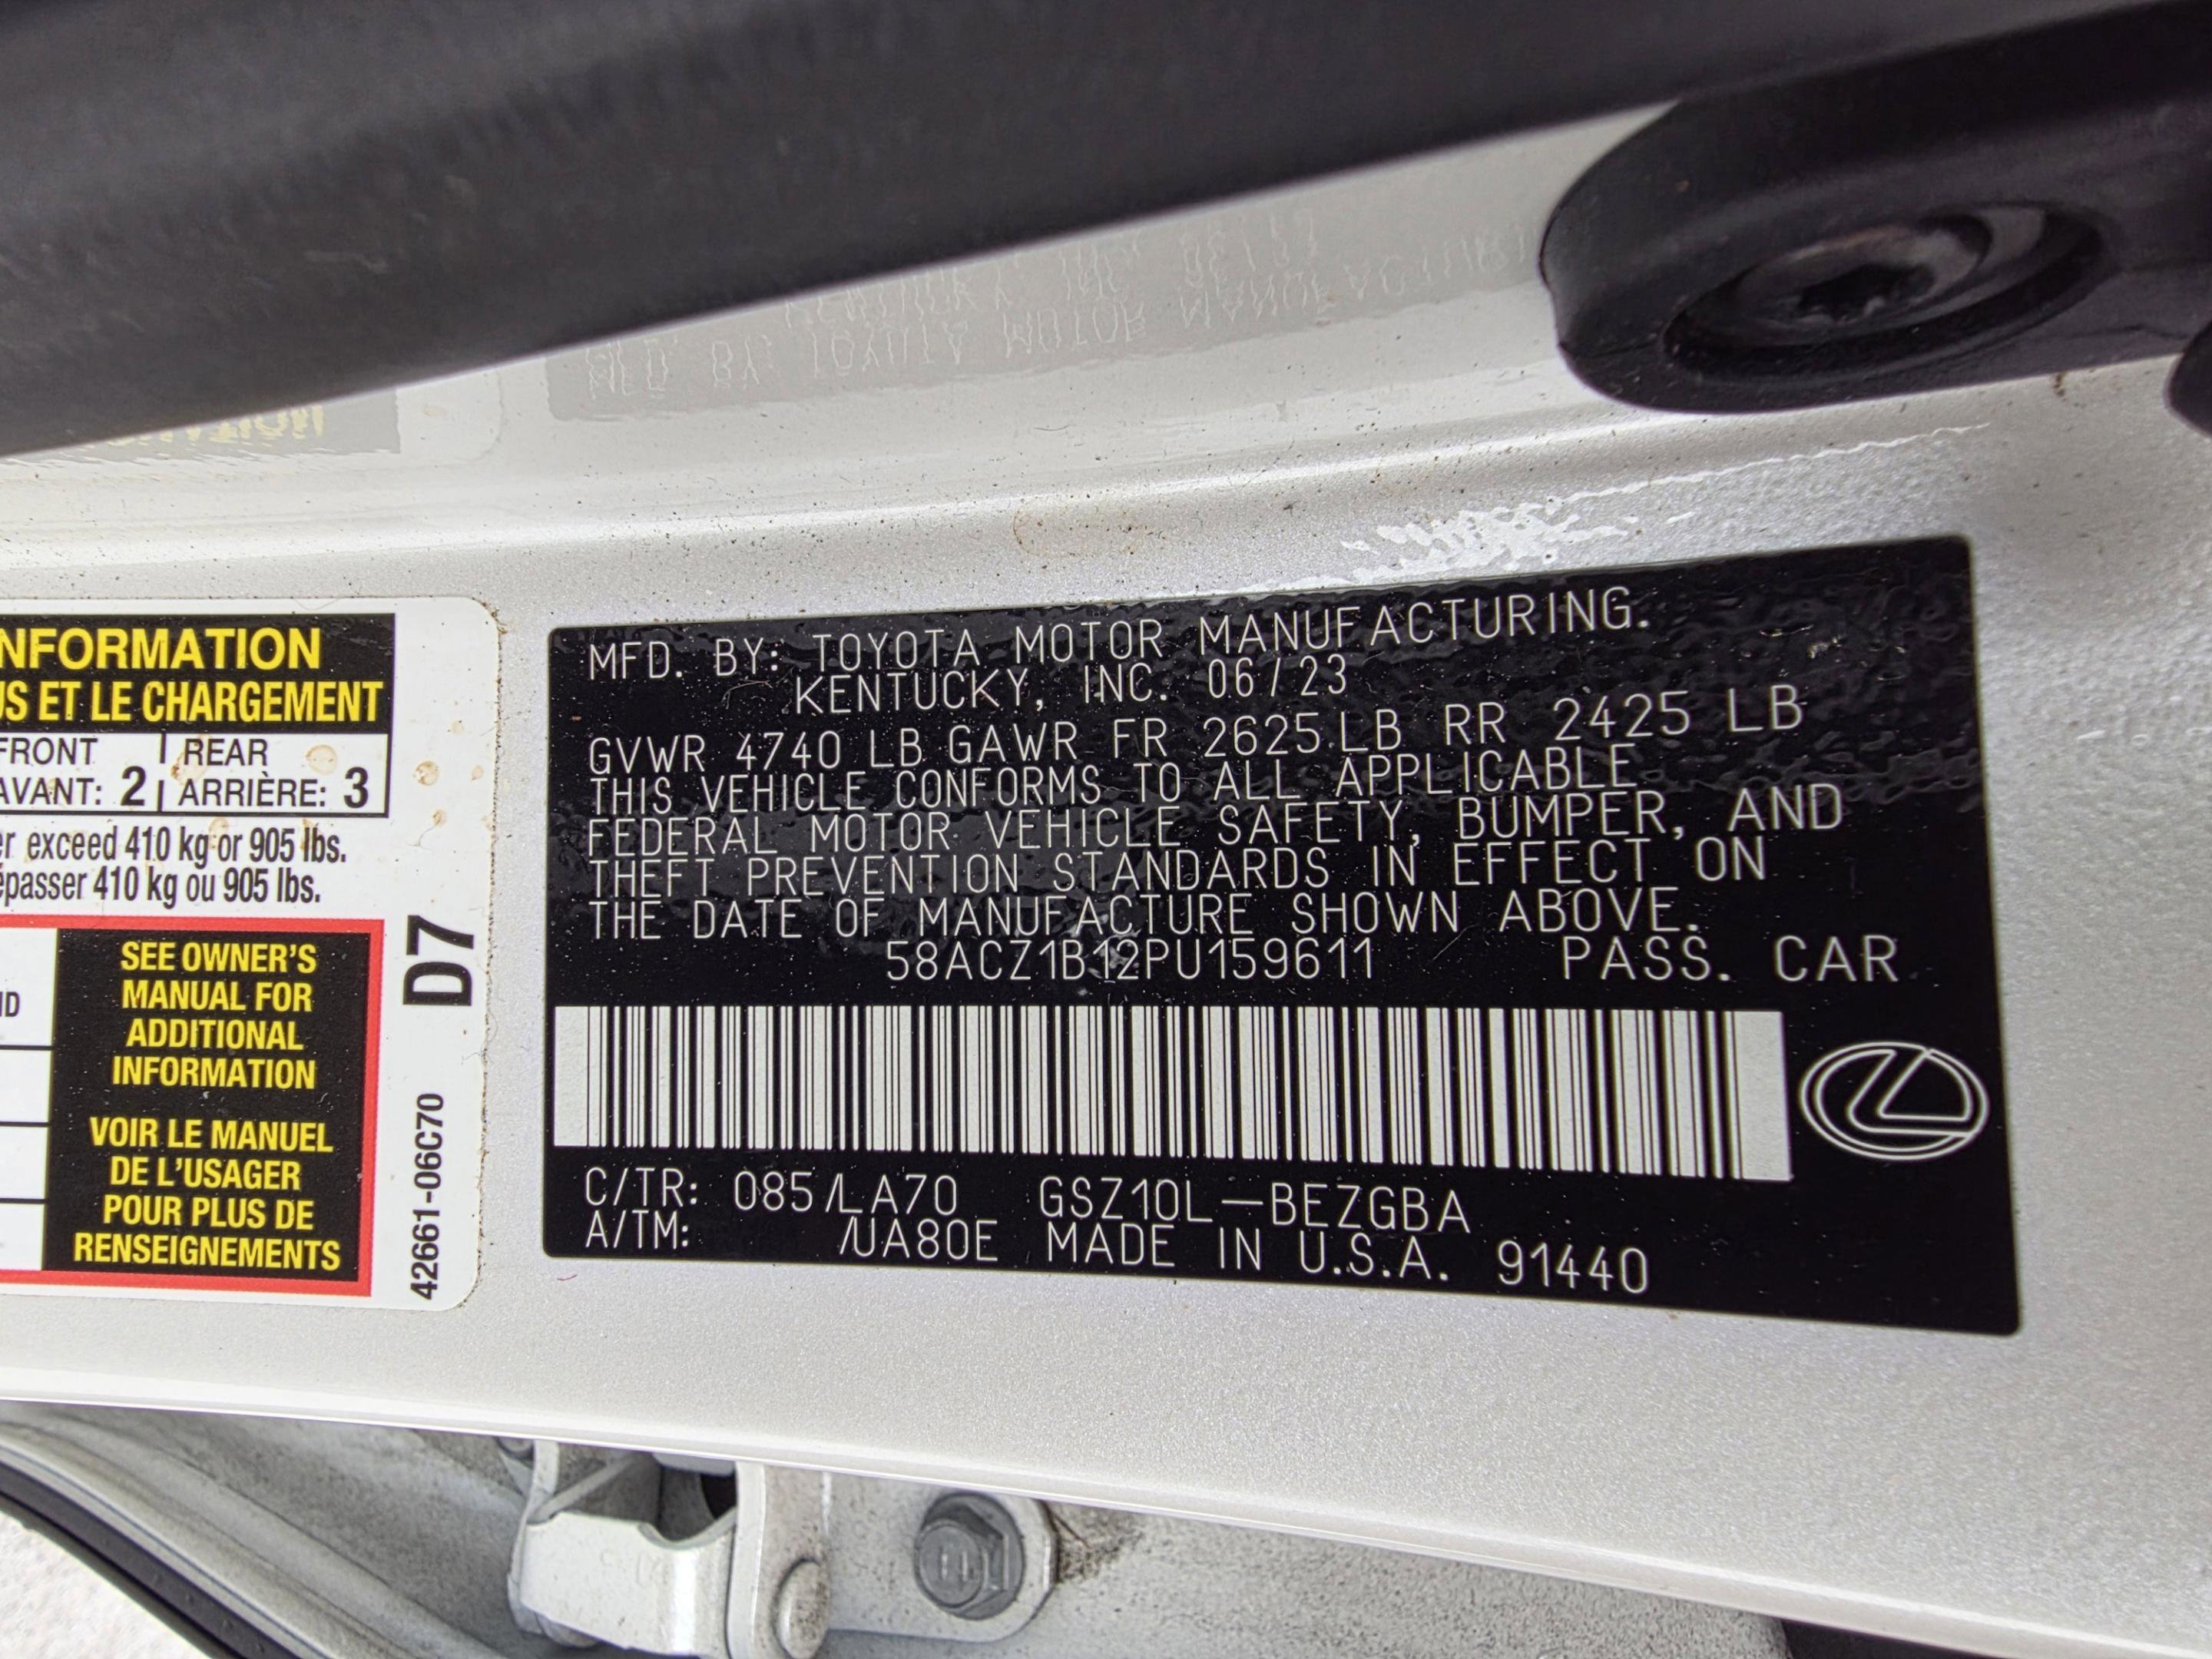 NFORMATION
US ET LE CHARGEMENT
FRONT | REAR
AVANT: 2 | ARRIÈRE: 3
er exceed 410 kg or 905 lbs.
épasser 410 kg ou 905 lbs.
ND
SEE OWNER'S
MANUAL FOR
ADDITIONAL
INFORMATION
VOIR LE MANUEL
DE L'USAGER
POUR PLUS DE
RENSEIGNEMENTS
D7
42661-06C70
MFD. BY: TOYOTA MOTOR MANUFACTURING.
KENTUCKY, INC. 06/23
GVWR 4740 LB GAWR FR 2625 LB RR 2425 LB
THIS VEHICLE CONFORMS TO ALL APPLICABLE
FEDERAL MOTOR VEHICLE SAFETY, BUMPER, AND
THEFT PREVENTION STANDARDS IN EFFECT ON
THE DATE OF MANUFACTURE SHOWN ABOVE.
58ACZ1B12PU159611 PASS. CAR
C/TR: 085/LA70 GSZ10L-BEZGBA
A/TM: /UA80E MADE IN U.S.A. 91440